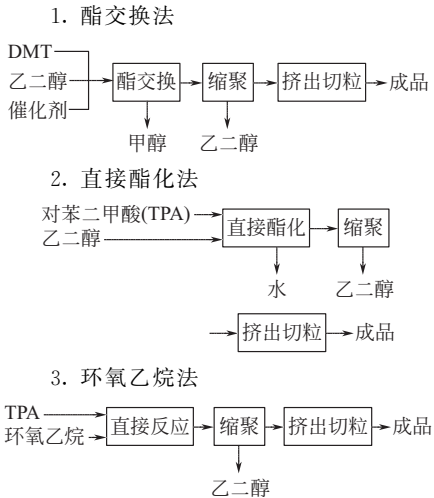 1. 酯交换法
DMT
乙二醇
催化剂
酯交换
缩聚
挤出切粒
成品
甲醇
乙二醇
2. 直接酯化法
对苯二甲酸(TPA)
乙二醇
直接酯化
缩聚
水
乙二醇
挤出切粒
成品
3. 环氧乙烷法
TPA
环氧乙烷
直接反应
缩聚
挤出切粒
成品
乙二醇